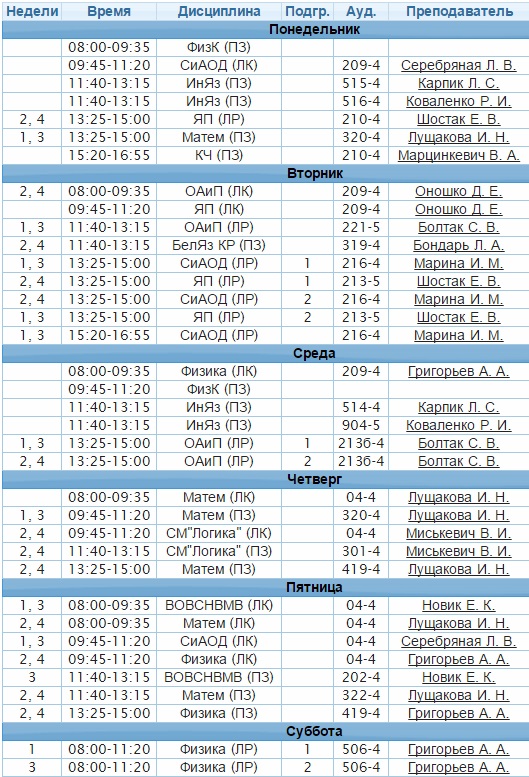 Недели Время Дисциплина Подгр. Ауд. Преподаватель
Понедельник
08:00-09:35 ФизК (ПЗ)
09:45-11:20 СиАОД (ЛК) 209-4 Серебряная Л. В.
11:40-13:15 ИнЯз (ПЗ) 515-4 Карпик Л. С.
11:40-13:15 ИнЯз (ПЗ) 516-4 Коваленко Р. И.
2, 4 13:25-15:00 ЯП (ЛР) 210-4 Шостак Е. В.
1, 3 13:25-15:00 Матем (ПЗ) 320-4 Лущакова И. Н.
15:20-16:55 КЧ (ПЗ) 210-4 Марцинкевич В. А.
Вторник
2, 4 08:00-09:35 ОАиП (ЛК) 209-4 Оношко Д. Е.
09:45-11:20 ЯП (ЛК) 209-4 Оношко Д. Е.
1, 3 11:40-13:15 ОАиП (ЛР) 221-5 Болтак С. В.
2, 4 11:40-13:15 БелЯз КР (ПЗ) 319-4 Бондарь Л. А.
1, 3 13:25-15:00 СиАОД (ЛР) 1 216-4 Марина И. М.
2, 4 13:25-15:00 ЯП (ЛР) 1 213-5 Шостак Е. В.
2, 4 13:25-15:00 СиАОД (ЛР) 2 216-4 Марина И. М.
1, 3 13:25-15:00 ЯП (ЛР) 2 213-5 Шостак Е. В.
1, 3 15:20-16:55 СиАОД (ЛР) 216-4 Марина И. М.
Среда
08:00-09:35 Физика (ЛК) 209-4 Григорьев А. А.
09:45-11:20 ФизК (ПЗ)
11:40-13:15 ИнЯз (ПЗ) 514-4 Карпик Л. С.
11:40-13:15 ИнЯз (ПЗ) 904-5 Коваленко Р. И.
1, 3 13:25-15:00 ОАиП (ЛР) 1 213б-4 Болтак С. В.
2, 4 13:25-15:00 ОАиП (ЛР) 2 213б-4 Болтак С. В.
Четверг
08:00-09:35 Матем (ЛК) 04-4 Лущакова И. Н.
1, 3 09:45-11:20 Матем (ПЗ) 320-4 Лущакова И. Н.
2, 4 09:45-11:20 СМ"Логика" (ЛК) 04-4 Миськевич В. И.
2, 4 11:40-13:15 СМ"Логика" (ПЗ) 301-4 Миськевич В. И.
2, 4 13:25-15:00 Матем (ПЗ) 419-4 Лущакова И. Н.
Пятница
1, 3 08:00-09:35 ВОВСНВМВ (ЛК) 04-4 Новик Е. К.
2, 4 08:00-09:35 Матем (ЛК) 04-4 Лущакова И. Н.
1, 3 09:45-11:20 СиАОД (ЛК) 04-4 Серебряная Л. В.
2, 4 09:45-11:20 Физика (ЛК) 04-4 Григорьев А. А.
3 11:40-13:15 ВОВСНВМВ (ПЗ) 202-4 Новик Е. К.
2, 4 11:40-13:15 Матем (ПЗ) 322-4 Лущакова И. Н.
2, 4 13:25-15:00 Физика (ПЗ) 419-4 Григорьев А. А.
Суббота
1 08:00-11:20 Физика (ЛР) 1 506-4 Григорьев А. А.
3 08:00-11:20 Физика (ЛР) 2 506-4 Григорьев А. А.